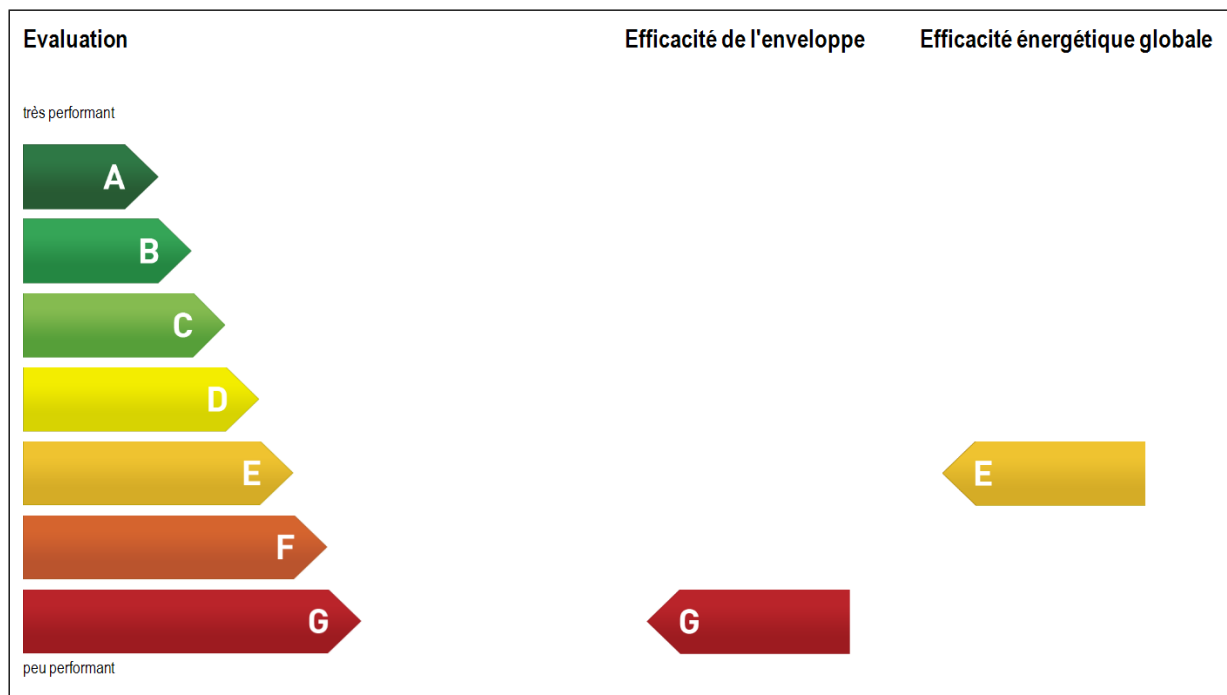 Evaluation Efficacité de l'enveloppe Efficacité énergétique globale
très performant
A
B
C
D
E E
F
G G
peu performant